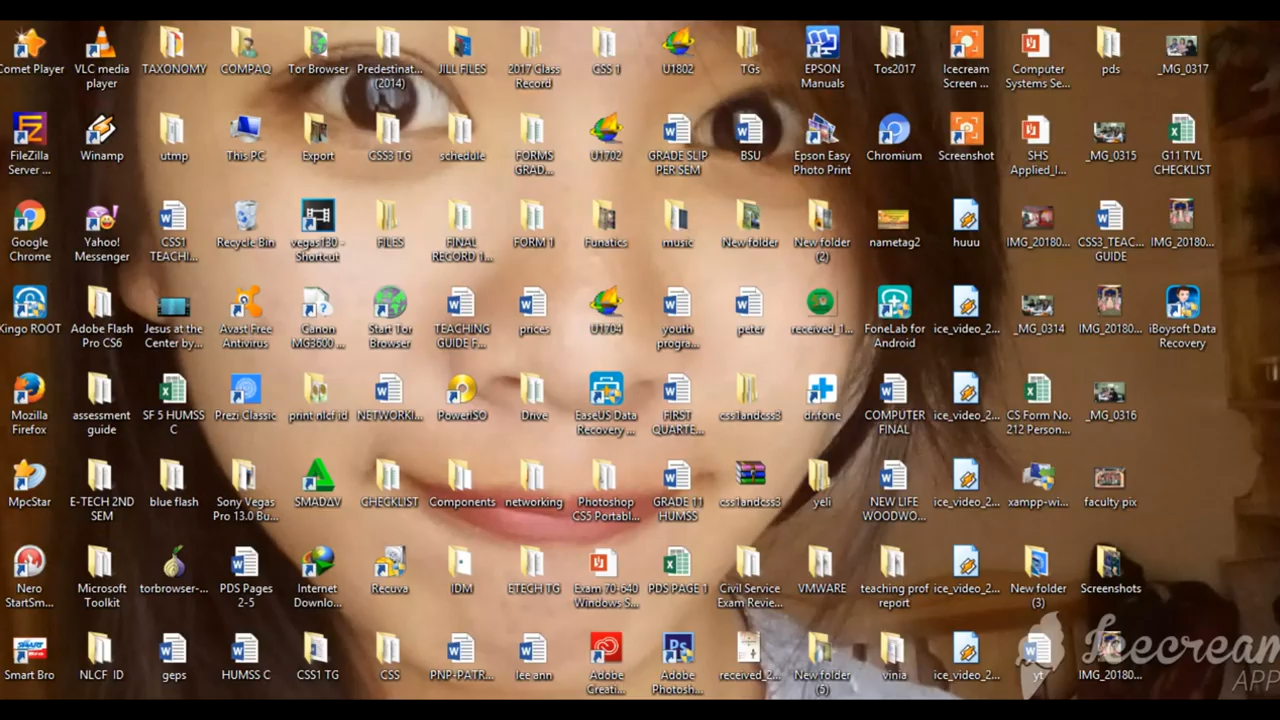 Comet Player
VLC media
player
TAXONOMY
COMPAQ
Tor Browser
Predestinat...
(2014)
JILL FILES
2017 Class
Record
CSS 1
U1802
TGs
EPSON
Manuals
Tos2017
Icecream
Screen ...
Computer
Systems Se...
pds
_MG_0317
FileZilla
Server ...
Winamp
utmp
This PC
Export
CSS3 TG
schedule
FORMS
GRAD...
U1702
GRADE SLIP
PER SEM
BSU
Epson Easy
Photo Print
Chromium
Screenshot
SHS
Applied_I...
_MG_0315
G11 TVL
CHECKLIST
Google
Chrome
Yahoo!
Messenger
CSS1
TEACHI...
Recycle Bin
vegas130 -
Shortcut
FILES
FINAL
RECORD 1...
FORM 1
Funatics
music
New folder
New folder
(2)
nametag2
huuu
IMG_20180...
CSS3_TEAC...
GUIDE
IMG_20180...
Kingo ROOT
Adobe Flash
Pro CS6
Jesus at the
Center by...
Avast Free
Antivirus
Canon
MG3600 ...
Start Tor
Browser
TEACHING
GUIDE F...
prices
U1704
youth
progra...
peter
received_1...
FoneLab for
Android
ice_video_2...
_MG_0314
IMG_20180...
iBoysoft Data
Recovery
Mozilla
Firefox
assessment
guide
SF 5 HUMSS
C
Prezi Classic
print nlcf id
NETWORKI...
PowerISO
Drive
EaseUS Data
Recovery ...
FIRST
QUARTE...
css1andcss3
dr.fone
COMPUTER
FINAL
ice_video_2...
CS Form No.
212 Person...
_MG_0316
MpcStar
E-TECH 2ND
SEM
blue flash
Sony Vegas
Pro 13.0 Bu...
SMADΔV
CHECKLIST
Components
networking
Photoshop
CS5 Portabl...
GRADE 11
HUMSS
css1andcss3
yeli
NEW LIFE
WOODWO...
ice_video_2...
xampp-wi...
faculty pix
Nero
StartSm...
Microsoft
Toolkit
torbrowser-...
PDS Pages
2-5
Internet
Downlo...
Recuva
IDM
ETECH TG
Exam 70-640
Windows S...
PDS PAGE 1
Civil Service
Exam Revie...
VMWARE
teaching prof
report
ice_video_2...
New folder
(3)
Screenshots
Smart Bro
NLCF ID
geps
HUMSS C
CSS1 TG
CSS
PNP-PATR...
lee ann
Adobe
Creati...
Adobe
Photosh...
received_2...
New folder
(5)
vinia
ice_video_2...
yt
IMG_20180...
Icecream
APP